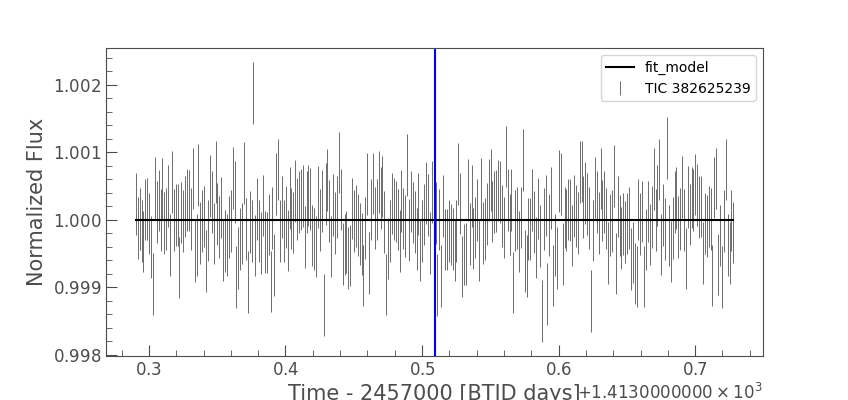 fit_model
TIC 382625239
Normalized Flux
1.002
1.001
1.000
0.999
0.998
0.3
0.4
0.5
0.6
0.7
Time - 2457000 [BTJD days]
+1.4130000000 × 10³